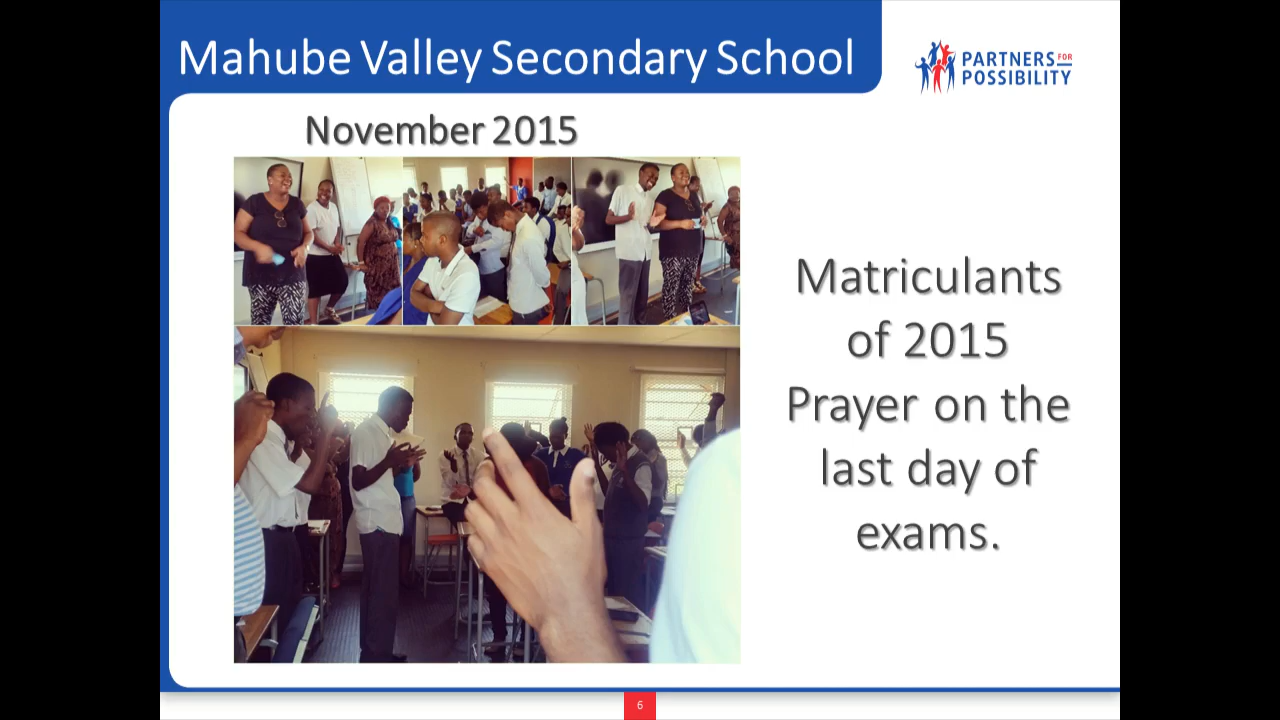 Mahube Valley Secondary School
PARTNERS FOR
POSSIBILITY
November 2015
Matriculants
of 2015
Prayer on the
last day of
exams.
6